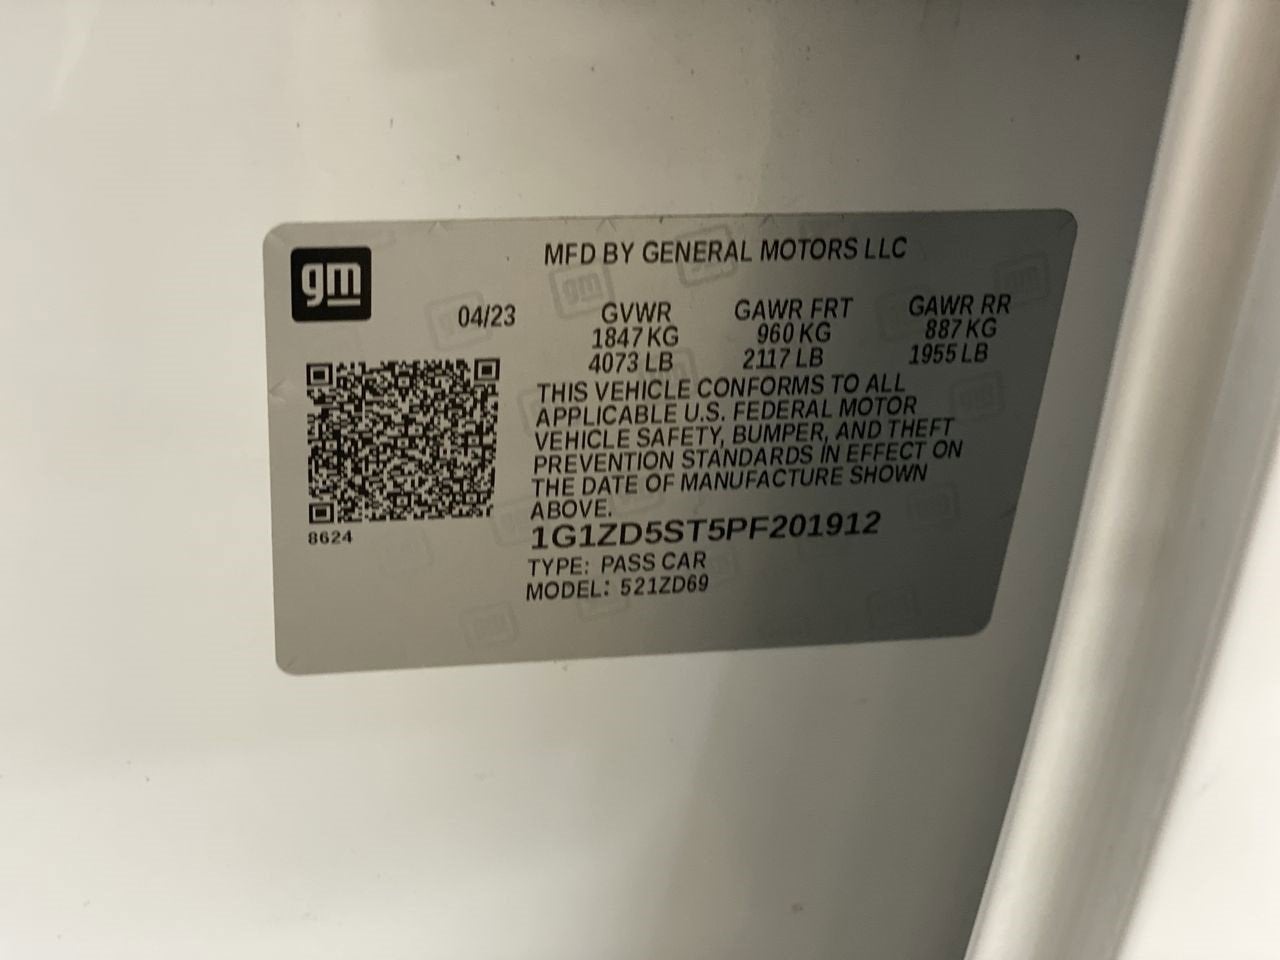 gm
MFD BY GENERAL MOTORS LLC
04/23 GVWR GAWR FRT GAWR RR
1847 KG 960 KG 887 KG
4073 LB 2117 LB 1955 LB
THIS VEHICLE CONFORMS TO ALL
APPLICABLE U.S. FEDERAL MOTOR
VEHICLE SAFETY, BUMPER, AND THEFT
PREVENTION STANDARDS IN EFFECT ON
THE DATE OF MANUFACTURE SHOWN
ABOVE.
8624
1G1ZD5ST5PF201912
TYPE: PASS CAR
MODEL: 521ZD69